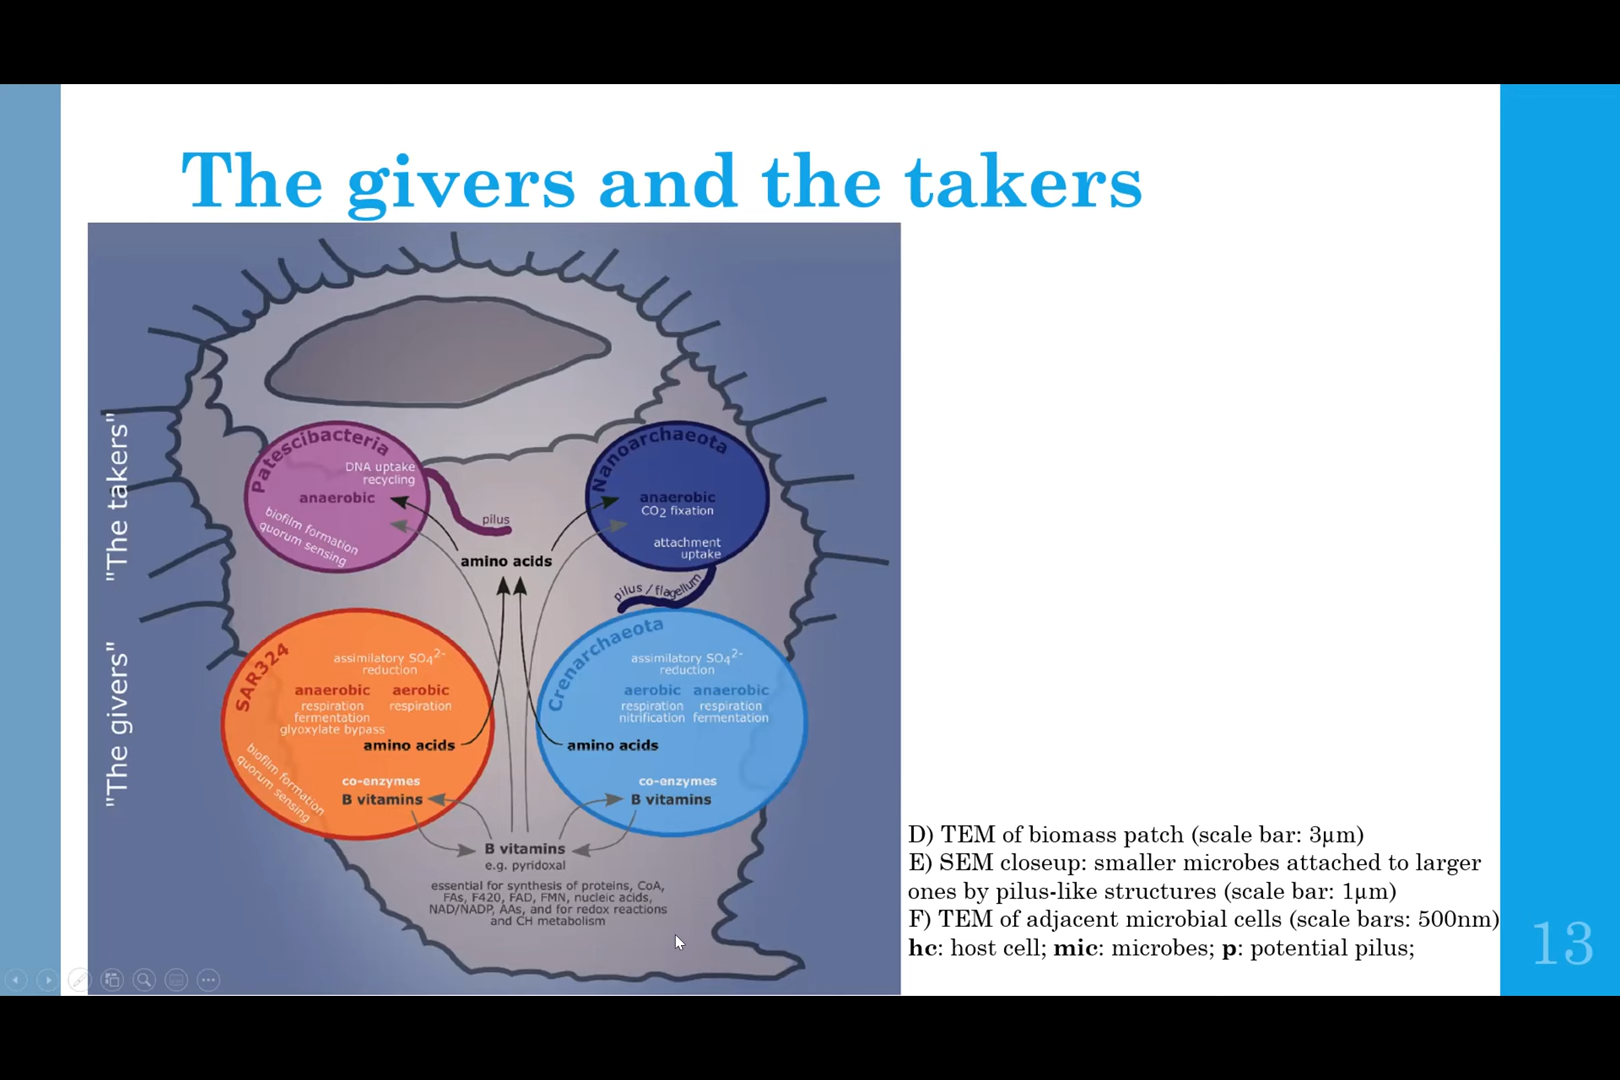 The givers and the takers
"The takers"
"The givers"
Patescibacteria
DNA uptake
recycling
anaerobic
biofilm formation
quorum sensing
pilus
Nanoarchaeota
anaerobic
CO2 fixation
attachment
uptake
pilus / flagellum
amino acids
SAR324
assimilatory SO4 2-
reduction
anaerobic aerobic
respiration respiration
fermentation
glyoxylate bypass
amino acids
biofilm formation
quorum sensing
co-enzymes
B vitamins
Crenarchaeota
assimilatory SO4 2-
reduction
aerobic anaerobic
respiration respiration
nitrification fermentation
amino acids
co-enzymes
B vitamins
B vitamins
e.g. pyridoxal
essential for synthesis of proteins, CoA,
FAs, F420, FAD, FMN, nucleic acids,
NAD/NADP, AAs, and for redox reactions
and CH metabolism
D) TEM of biomass patch (scale bar: 3µm)
E) SEM closeup: smaller microbes attached to larger
ones by pilus-like structures (scale bar: 1µm)
F) TEM of adjacent microbial cells (scale bars: 500nm)
hc: host cell; mic: microbes; p: potential pilus;
13